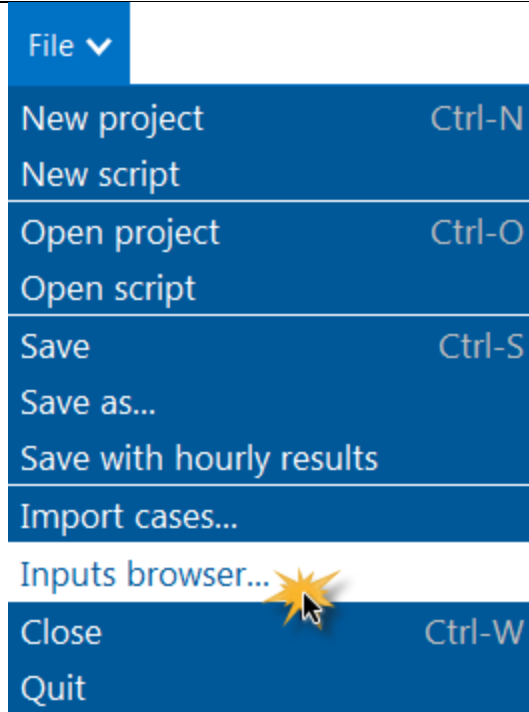 File
New project Ctrl-N
New script
Open project Ctrl-O
Open script
Save Ctrl-S
Save as...
Save with hourly results
Import cases...
Inputs browser...
Close Ctrl-W
Quit